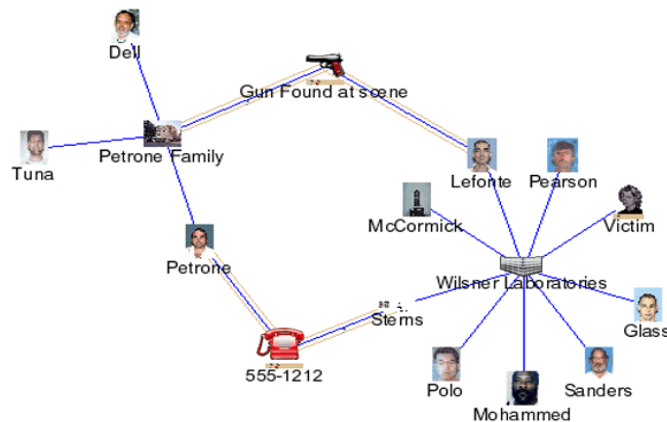 Dell
Gun Found at scene
Tuna
Petrone Family
Lefonte
Pearson
McCormick
Victim
Petrone
Wilsner Laboratories
Sterns
Glass
555-1212
Polo
Sanders
Mohammed